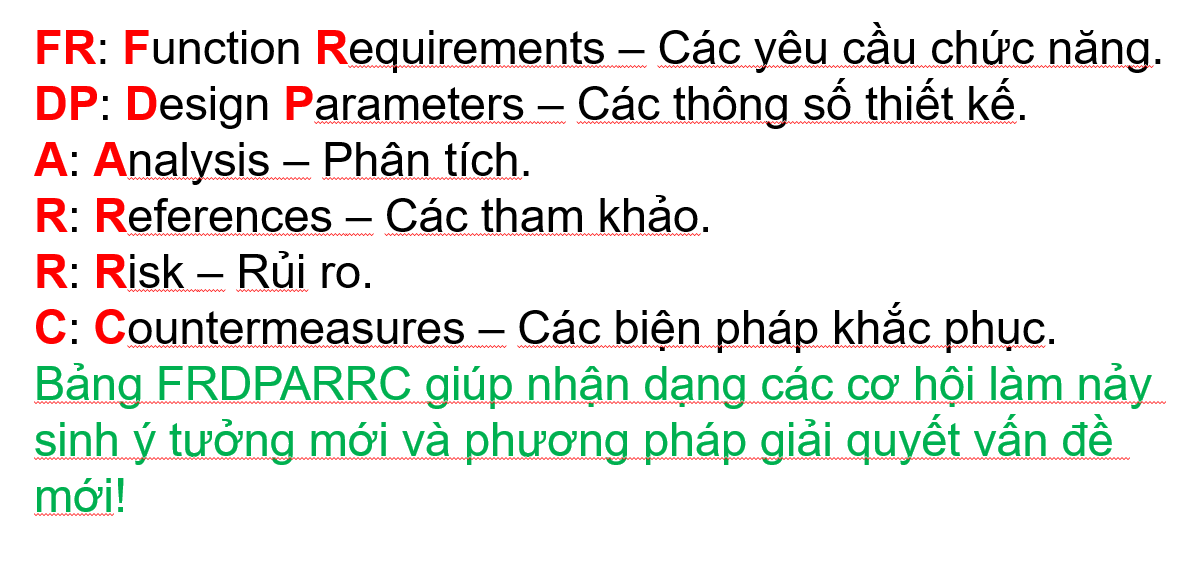 FR: Function Requirements – Các yêu cầu chức năng.
DP: Design Parameters – Các thông số thiết kế.
A: Analysis – Phân tích.
R: References – Các tham khảo.
R: Risk – Rủi ro.
C: Countermeasures – Các biện pháp khắc phục.
Bảng FRDPARRC giúp nhận dạng các cơ hội làm nảy
sinh ý tưởng mới và phương pháp giải quyết vấn đề
mới!